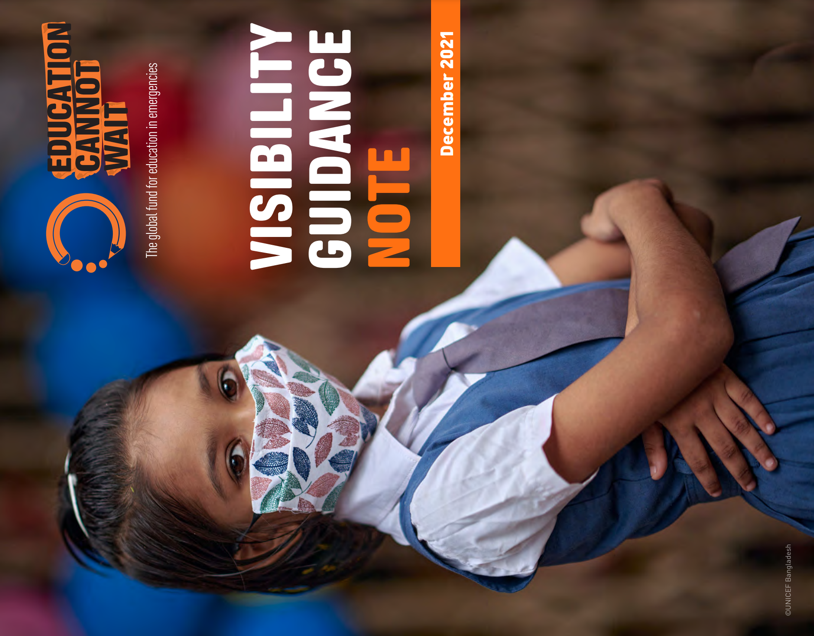 EDUCATION
CANNOT
WAIT
The global fund for education in emergencies
VISIBILITY
GUIDANCE
NOTE
December 2021
©UNICEF Bangladesh